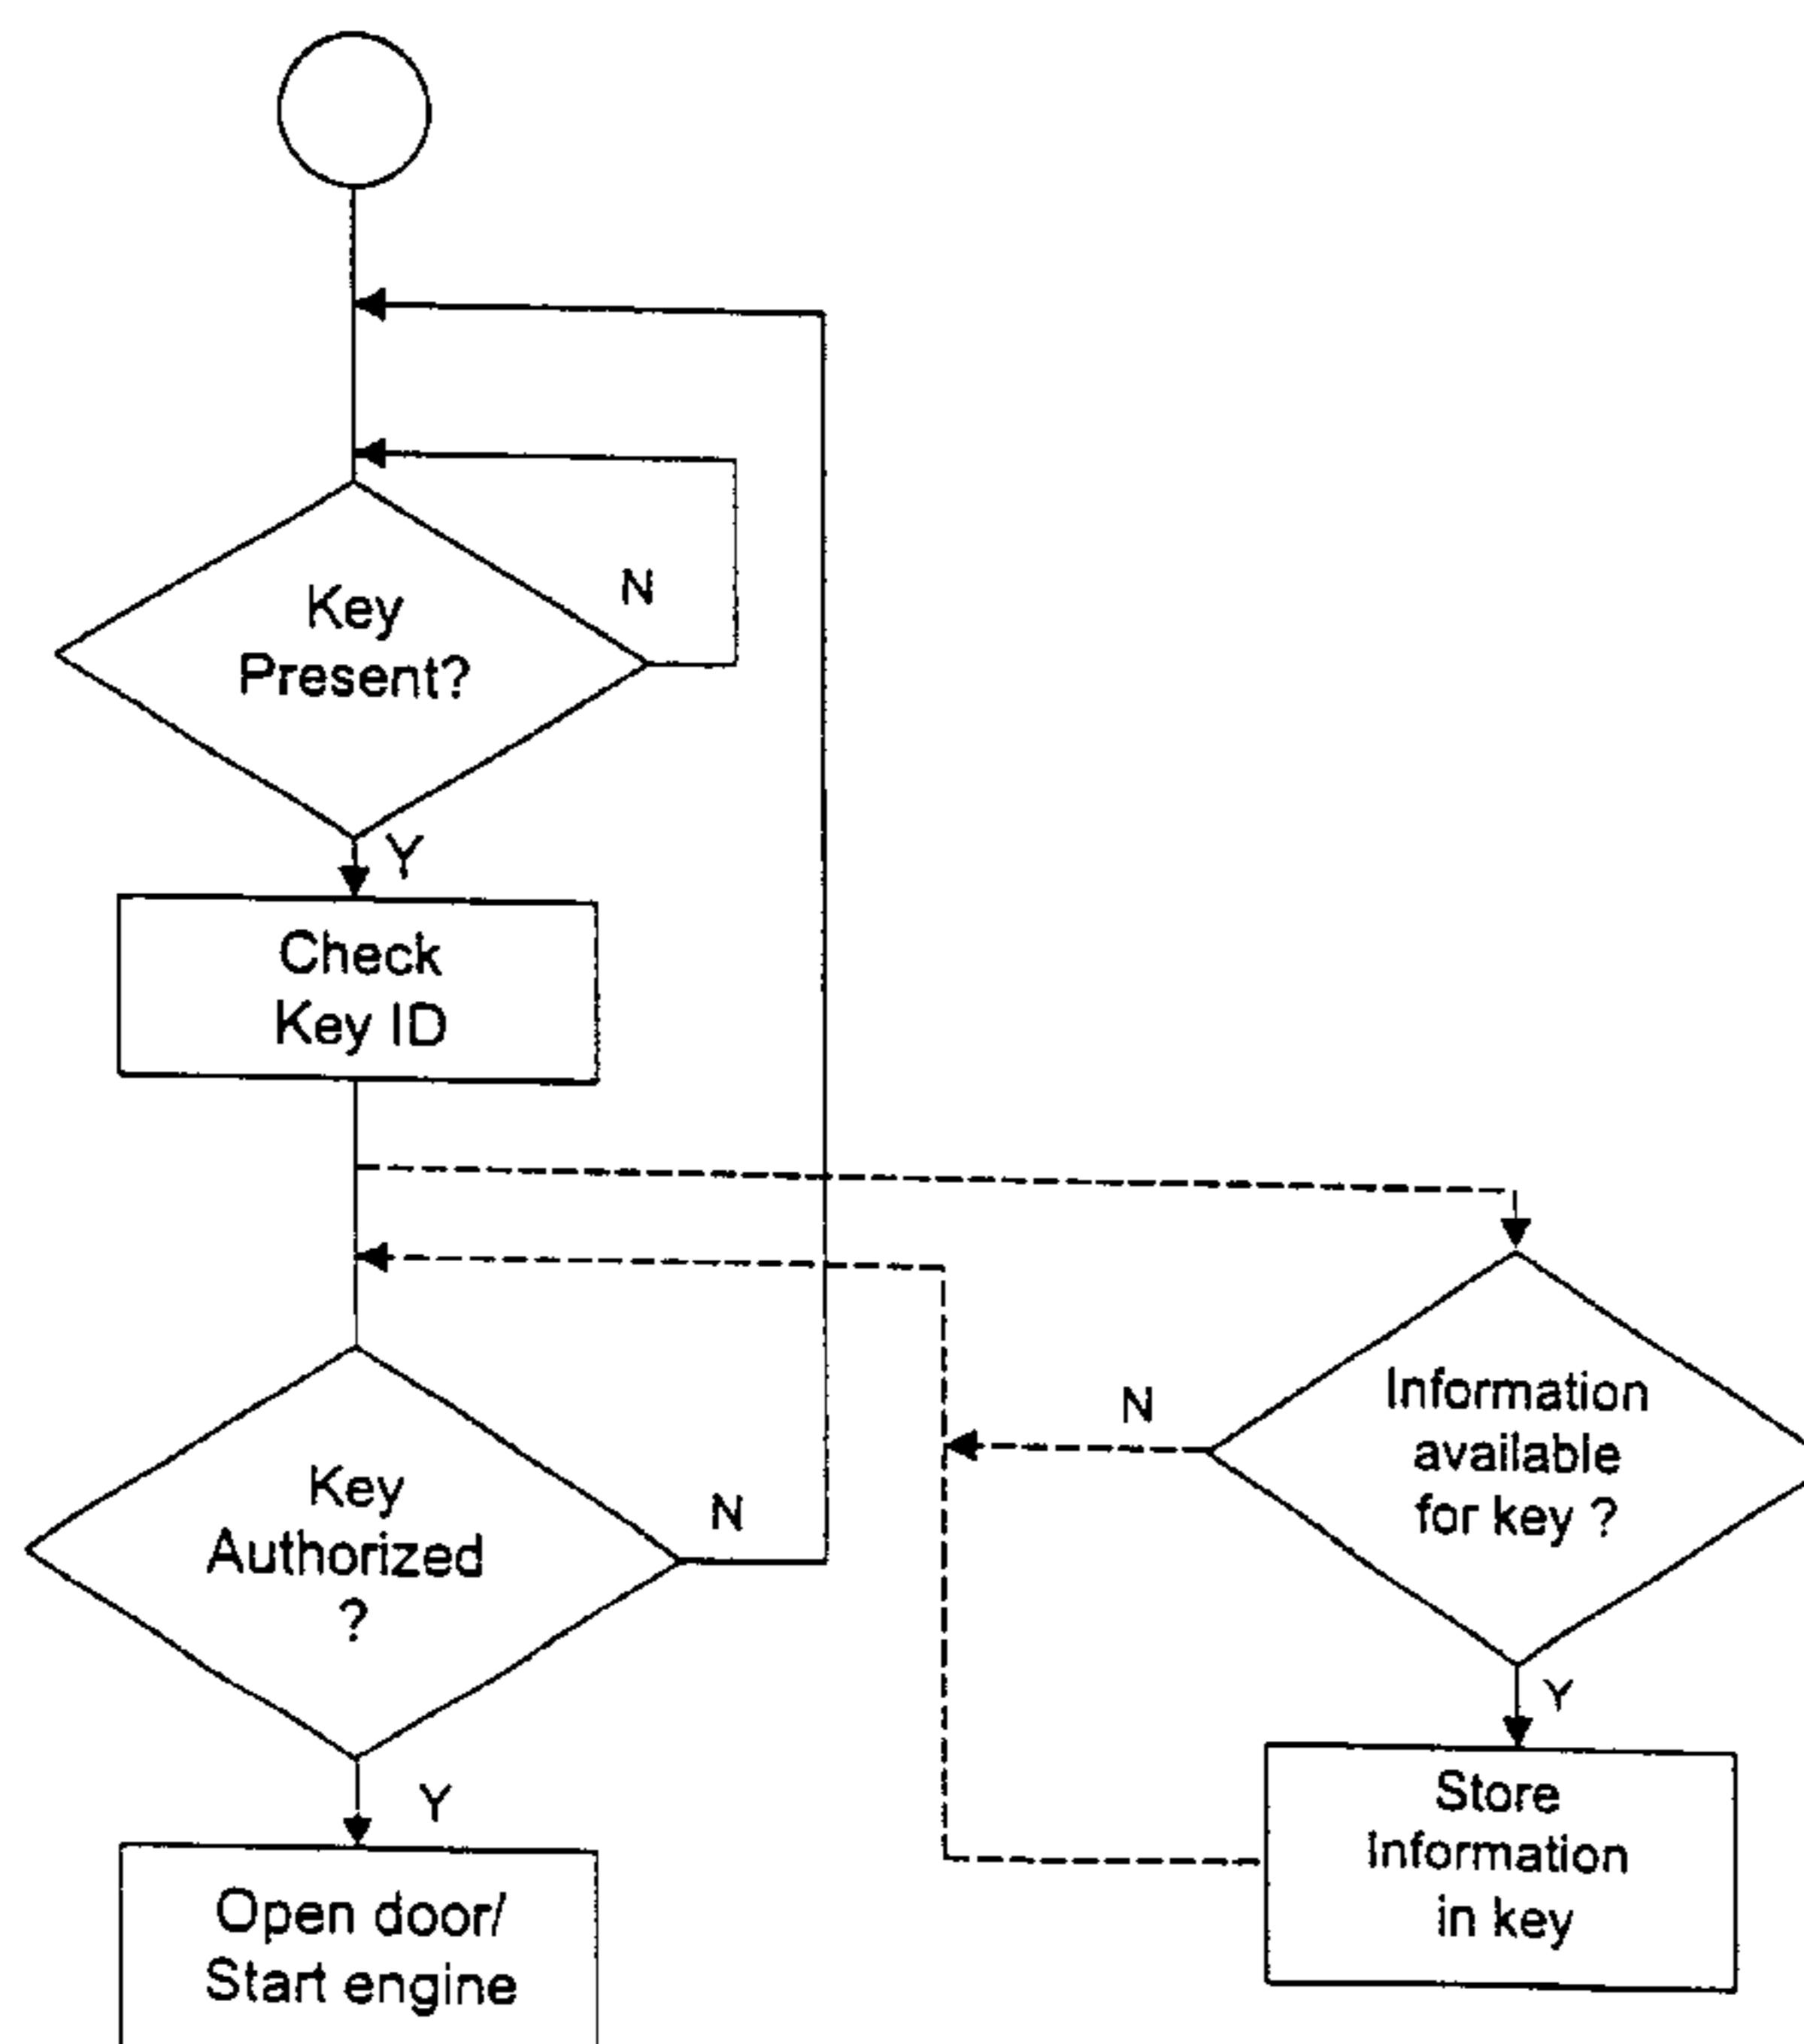 N
Key
Present?
Y
Check
Key ID
Information
available
for key ?
N
Key
Authorized
?
N
Y
Store
Information
in key
Y
Open door/
Start engine